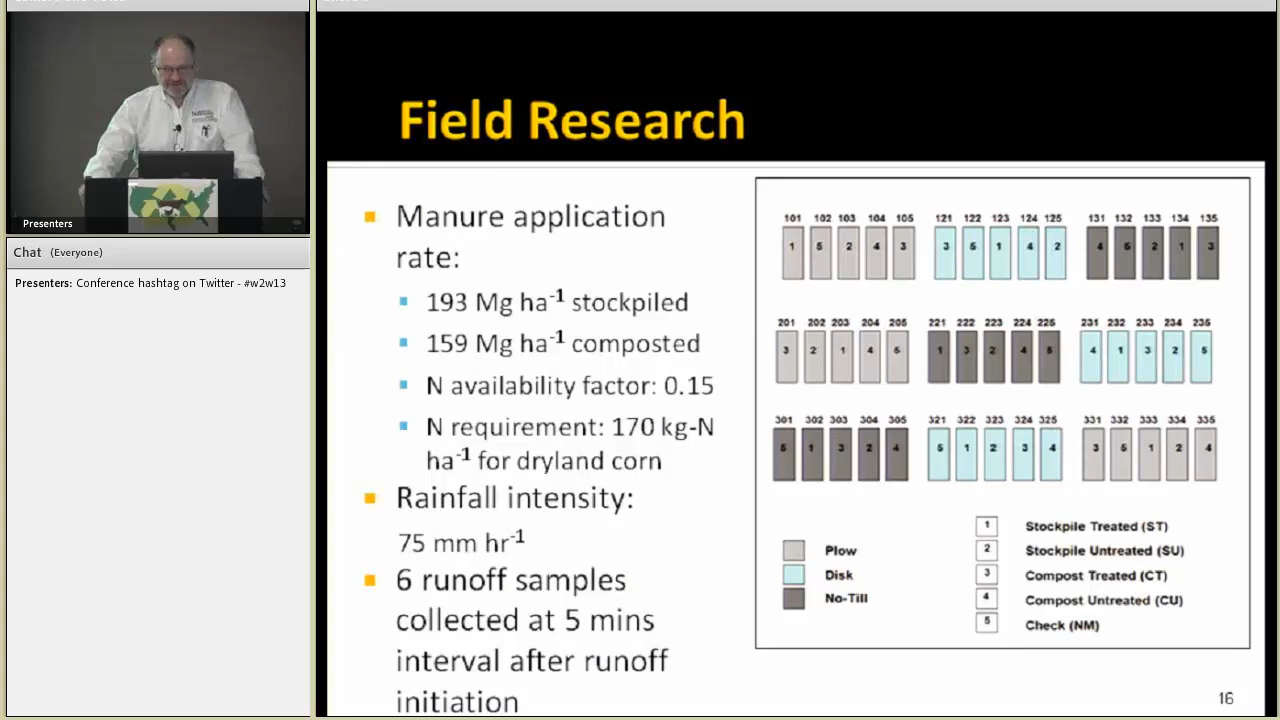 Presenters
Chat (Everyone)
Presenters: Conference hashtag on Twitter - #w2w13
Field Research
Manure application
rate:
193 Mg ha-1 stockpiled
159 Mg ha-1 composted
N availability factor: 0.15
N requirement: 170 kg-N
ha-1 for dryland corn
Rainfall intensity:
75 mm hr-1
6 runoff samples
collected at 5 mins
interval after runoff
initiation
101 102 103 104 105 121 122 123 124 125 131 132 133 134 135
1 5 2 4 3 3 5 1 4 2 4 5 2 1 3
201 202 203 204 205 221 222 223 224 225 231 232 233 234 235
3 2 1 4 5 1 3 2 4 5 4 1 3 2 5
301 302 303 304 305 321 322 323 324 325 331 332 333 334 335
5 1 3 2 4 5 1 2 3 4 3 5 1 2 4
Plow
Disk
No-Till
1 Stockpile Treated (ST)
2 Stockpile Untreated (SU)
3 Compost Treated (CT)
4 Compost Untreated (CU)
5 Check (NM)
16